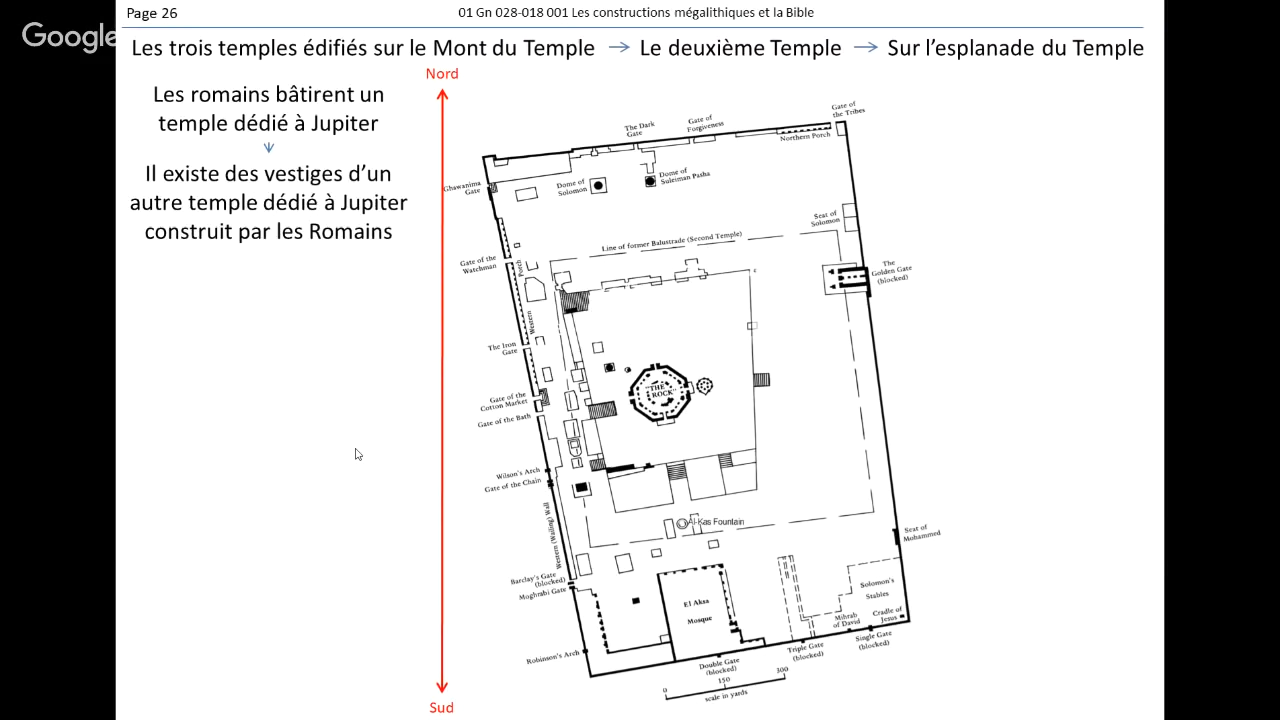 Page 26
01 Gn 028-018 001 Les constructions mégalithiques et la Bible
Google
Les trois temples édifiés sur le Mont du Temple → Le deuxième Temple → Sur l'esplanade du Temple
Nord
Les romains bâtirent un
temple dédié à Jupiter
Il existe des vestiges d'un
autre temple dédié à Jupiter
construit par les Romains
Gate of
the Tribes
The Dark
Gate
Gate of
Forgiveness
Northern Porch
Ghawanima
Gate
Dome of
Solomon
Dome of
Suleiman Pasha
Seat of
Solomon
Line of former Balustrade (Second Temple)
Gate of the
Watchman
Porch
Western
The
Golden Gate
(blocked)
The Iron
Gate
"THE
ROCK"
Gate of the
Cotton Market
Gate of the Bath
Wilson's Arch
Gate of the Chain
Western (Wailing) Wall
Al-Kas Fountain
Seat of
Muhammed
Barclay's Gate
(blocked)
Moghrabi Gate
El Aksa
Mosque
Solomon's
Stables
Mihrab
of David
Cradle of
Jesus
Robinson's Arch
Double Gate
(blocked)
Triple Gate
(blocked)
Single Gate
(blocked)
0 150 300
scale in yards
Sud